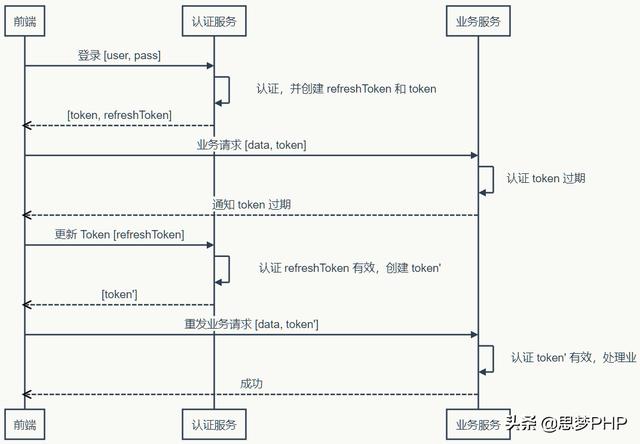 前端
认证服务
业务服务
登录 [user, pass]
认证，并创建 refreshToken 和 token
[token, refreshToken]
业务请求 [data, token]
认证 token 过期
通知 token 过期
更新 Token [refreshToken]
认证 refreshToken 有效，创建 token'
[token']
重发业务请求 [data, token']
认证 token' 有效，处理业
成功
前端
认证服务
业务服务
头条 @思梦PHP